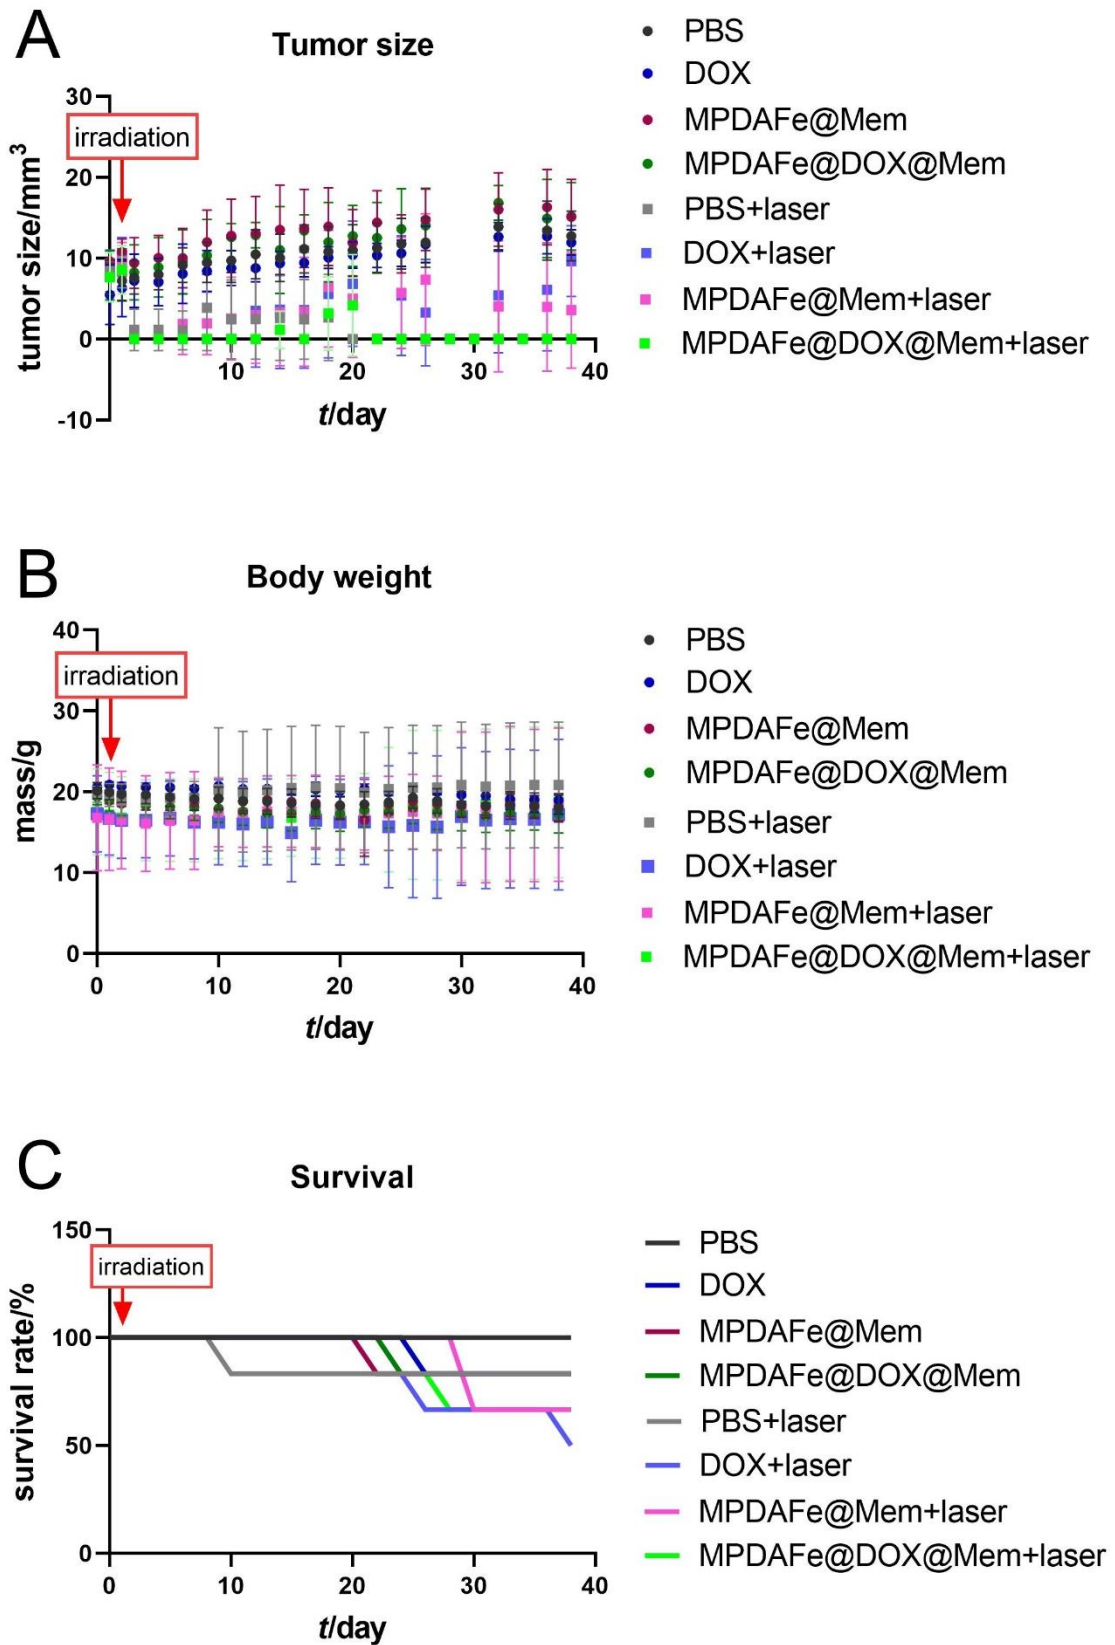 A
Tumor size
30
20
10
0
-10
irradiation
tumor size/mm³
10
20
30
40
t/day
PBS
DOX
MPDAFe@Mem
MPDAFe@DOX@Mem
PBS+laser
DOX+laser
MPDAFe@Mem+laser
MPDAFe@DOX@Mem+laser
B
Body weight
40
30
20
10
0
irradiation
mass/g
0
10
20
30
40
t/day
PBS
DOX
MPDAFe@Mem
MPDAFe@DOX@Mem
PBS+laser
DOX+laser
MPDAFe@Mem+laser
MPDAFe@DOX@Mem+laser
C
Survival
150
100
50
0
irradiation
survival rate/%
0
10
20
30
40
t/day
PBS
DOX
MPDAFe@Mem
MPDAFe@DOX@Mem
PBS+laser
DOX+laser
MPDAFe@Mem+laser
MPDAFe@DOX@Mem+laser